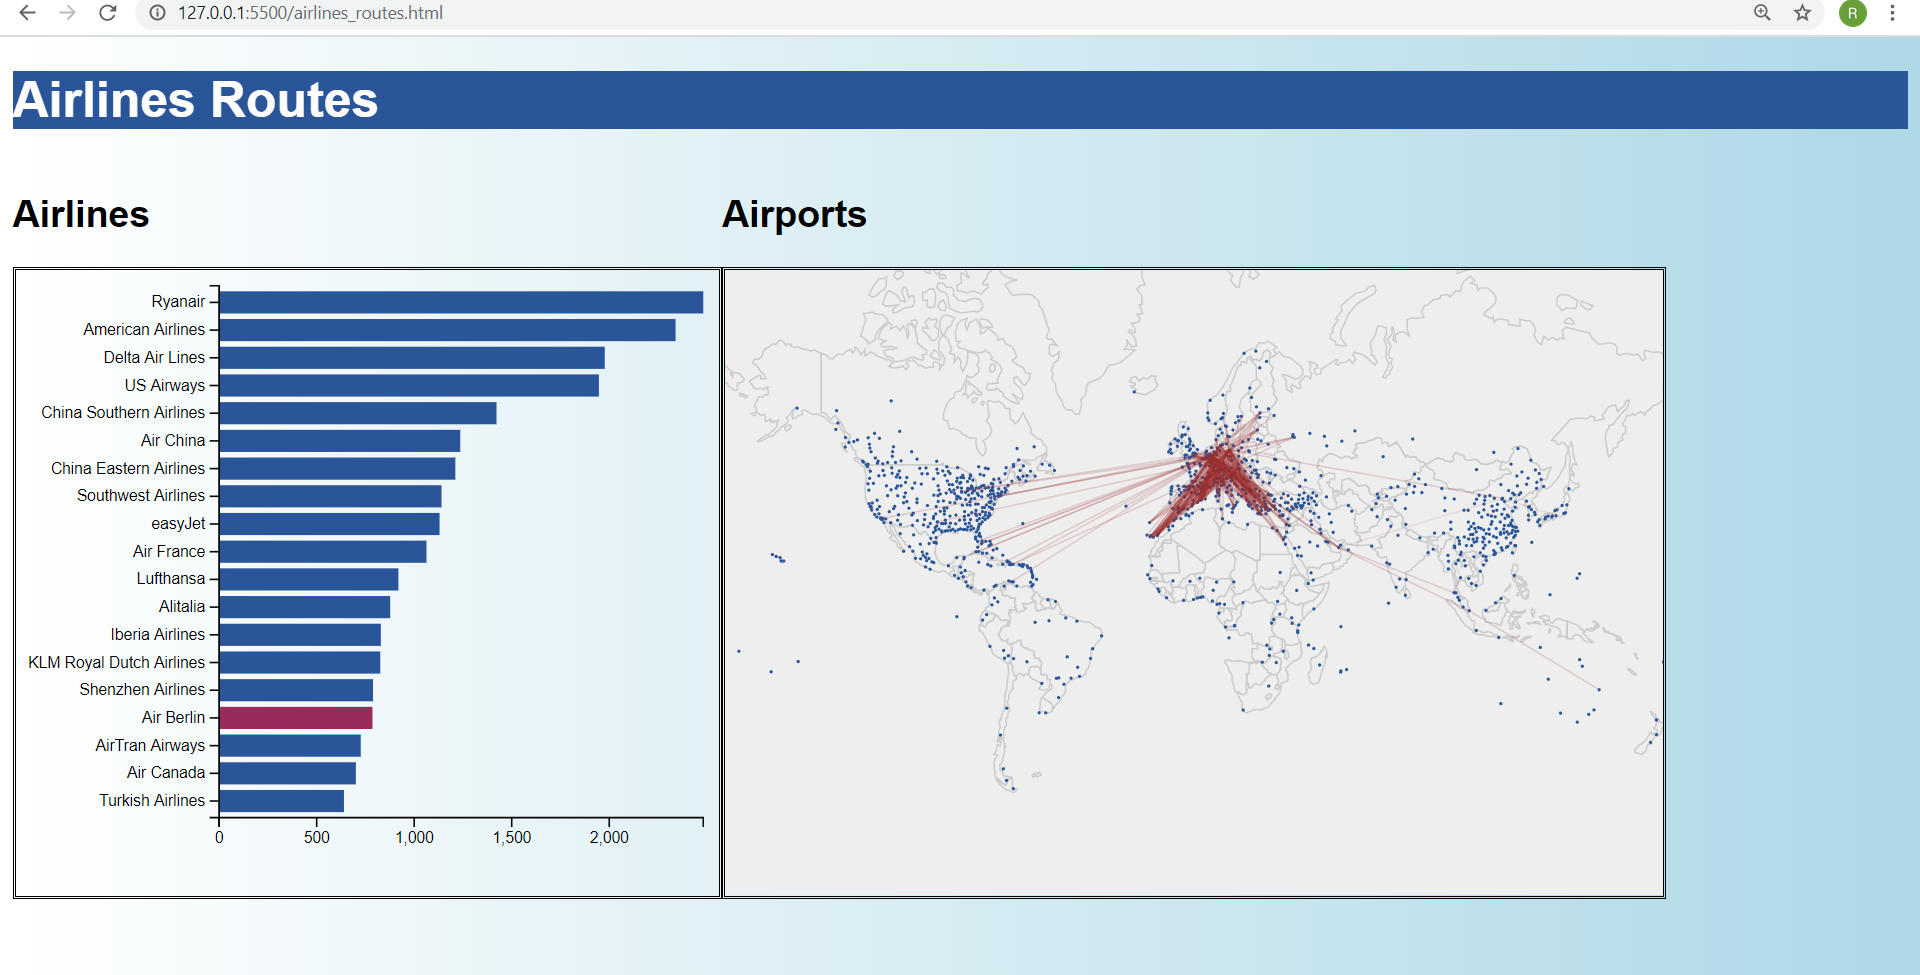 127.0.0.1:5500/airlines_routes.html
R
Airlines Routes
Airlines
Airports
Ryanair
American Airlines
Delta Air Lines
US Airways
China Southern Airlines
Air China
China Eastern Airlines
Southwest Airlines
easyJet
Air France
Lufthansa
Alitalia
Iberia Airlines
KLM Royal Dutch Airlines
Shenzhen Airlines
Air Berlin
AirTran Airways
Air Canada
Turkish Airlines
0 500 1,000 1,500 2,000